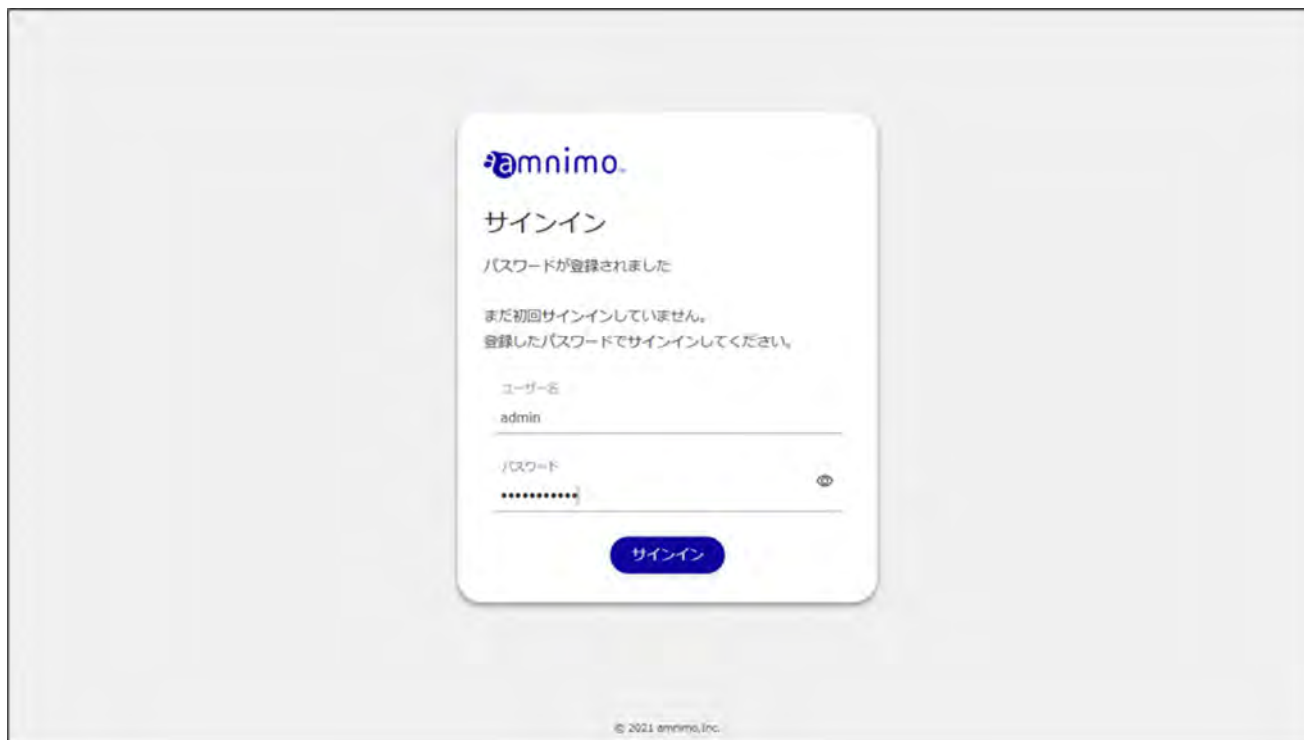 amnimo
サインイン
パスワードが登録されました
まだ初回サインインしていません。
登録したパスワードでサインインしてください。
ユーザー名
admin
パスワード
•••••••••••
サインイン
© 2021 amnimo,Inc.